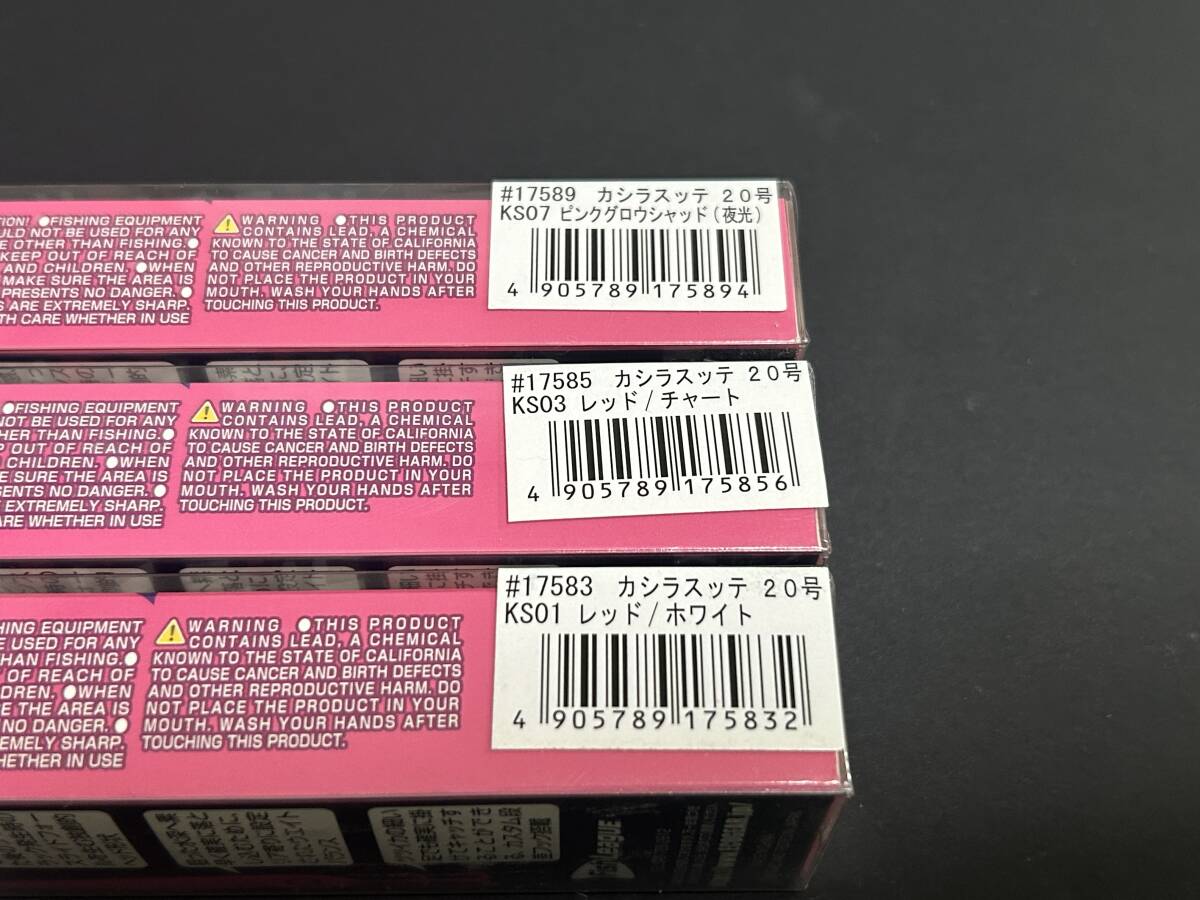 TION! ●FISHING EQUIPMENT
ULD NOT BE USED FOR ANY
E OTHER THAN FISHING.●
KEEP OUT OF REACH OF
AND CHILDREN. ●WHEN
MAKE SURE THE AREA IS
PRESENTS NO DANGER.●
S ARE EXTREMELY SHARP.
TH CARE WHETHER IN USE
WARNING ●THIS PRODUCT
CONTAINS LEAD, A CHEMICAL
KNOWN TO THE STATE OF CALIFORNIA
TO CAUSE CANCER AND BIRTH DEFECTS
AND OTHER REPRODUCTIVE HARM. DO
NOT PLACE THE PRODUCT IN YOUR
MOUTH. WASH YOUR HANDS AFTER
TOUCHING THIS PRODUCT.
#17589 カシラスッテ 20号
KS07 ピンクグロウシャッド(夜光)
4 905789 175894
●FISHING EQUIPMENT
NOT BE USED FOR ANY
HER THAN FISHING.●
P OUT OF REACH OF
CHILDREN. ●WHEN
E SURE THE AREA IS
SENTS NO DANGER.●
EXTREMELY SHARP.
ARE WHETHER IN USE
WARNING ●THIS PRODUCT
CONTAINS LEAD, A CHEMICAL
KNOWN TO THE STATE OF CALIFORNIA
TO CAUSE CANCER AND BIRTH DEFECTS
AND OTHER REPRODUCTIVE HARM. DO
NOT PLACE THE PRODUCT IN YOUR
MOUTH. WASH YOUR HANDS AFTER
TOUCHING THIS PRODUCT.
#17585 カシラスッテ 20号
KS03 レッド/チャート
4 905789 175856
HING EQUIPMENT
E USED FOR ANY
HAN FISHING.●
OF REACH OF
DREN. ●WHEN
RE THE AREA IS
NO DANGER.●
EMELY SHARP.
HETHER IN USE
WARNING ●THIS PRODUCT
CONTAINS LEAD, A CHEMICAL
KNOWN TO THE STATE OF CALIFORNIA
TO CAUSE CANCER AND BIRTH DEFECTS
AND OTHER REPRODUCTIVE HARM. DO
NOT PLACE THE PRODUCT IN YOUR
MOUTH. WASH YOUR HANDS AFTER
TOUCHING THIS PRODUCT.
#17583 カシラスッテ 20号
KS01 レッド/ホワイト
4 905789 175832